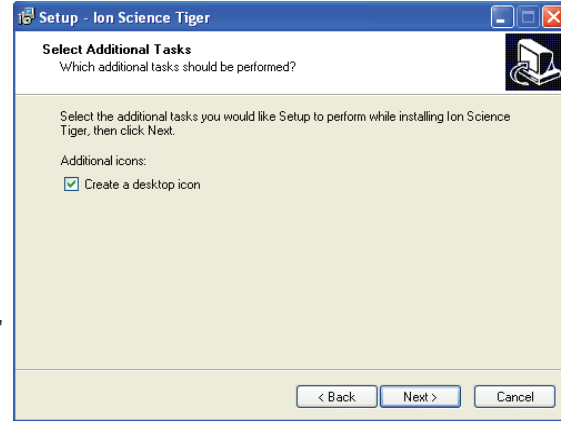 Setup - Ion Science Tiger
Select Additional Tasks
Which additional tasks should be performed?
Select the additional tasks you would like Setup to perform while installing Ion Science
Tiger, then click Next.
Additional icons:
Create a desktop icon
,
< Back Next > Cancel